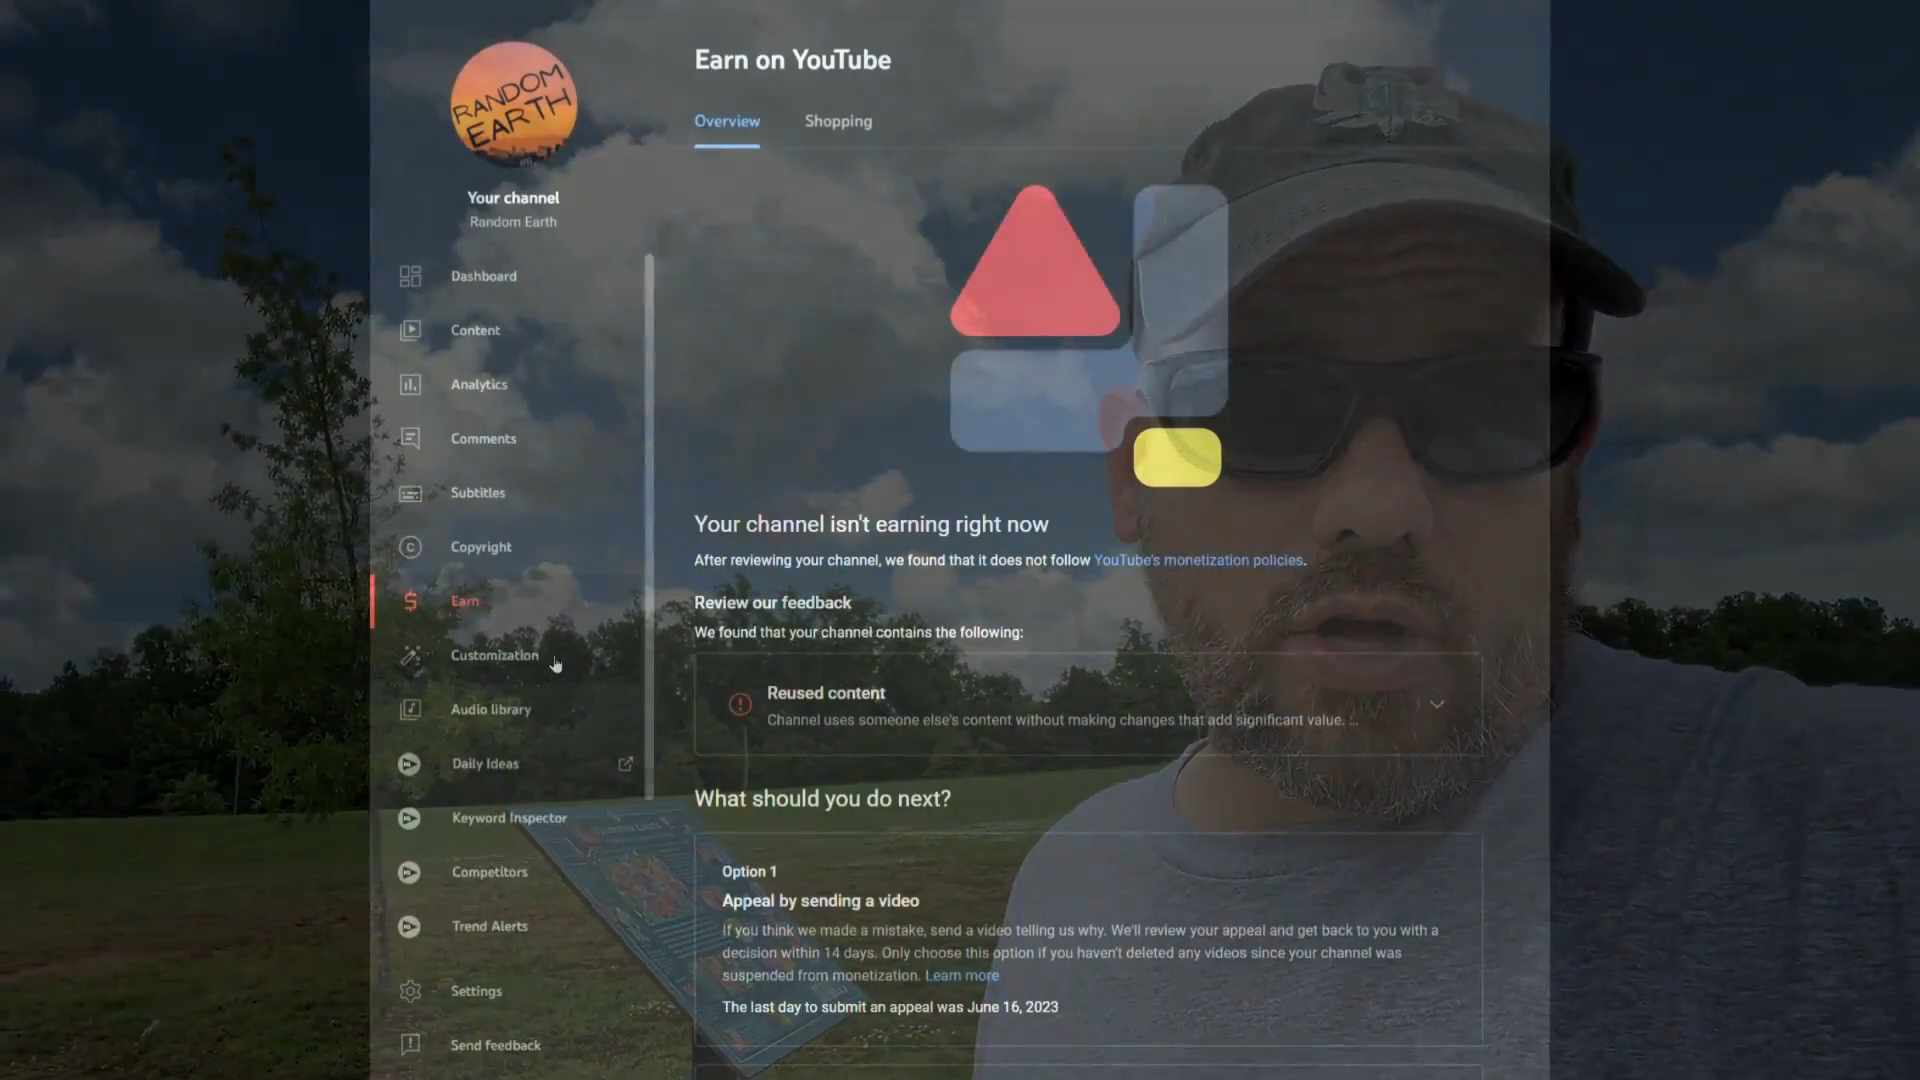 RANDOM
EARTH
Your channel
Random Earth
Dashboard
Content
Analytics
Comments
Subtitles
Copyright
Earn
Customization
Audio library
Daily Ideas
Keyword Inspector
Competitors
Trend Alerts
Settings
Send feedback
Earn on YouTube
Overview Shopping
Your channel isn't earning right now
After reviewing your channel, we found that it does not follow YouTube's monetization policies.
Review our feedback
We found that your channel contains the following:
Reused content
Channel uses someone else's content without making changes that add significant value. ...
What should you do next?
Option 1
Appeal by sending a video
If you think we made a mistake, send a video telling us why. We'll review your appeal and get back to you with a
decision within 14 days. Only choose this option if you haven't deleted any videos since your channel was
suspended from monetization. Learn more
The last day to submit an appeal was June 16, 2023